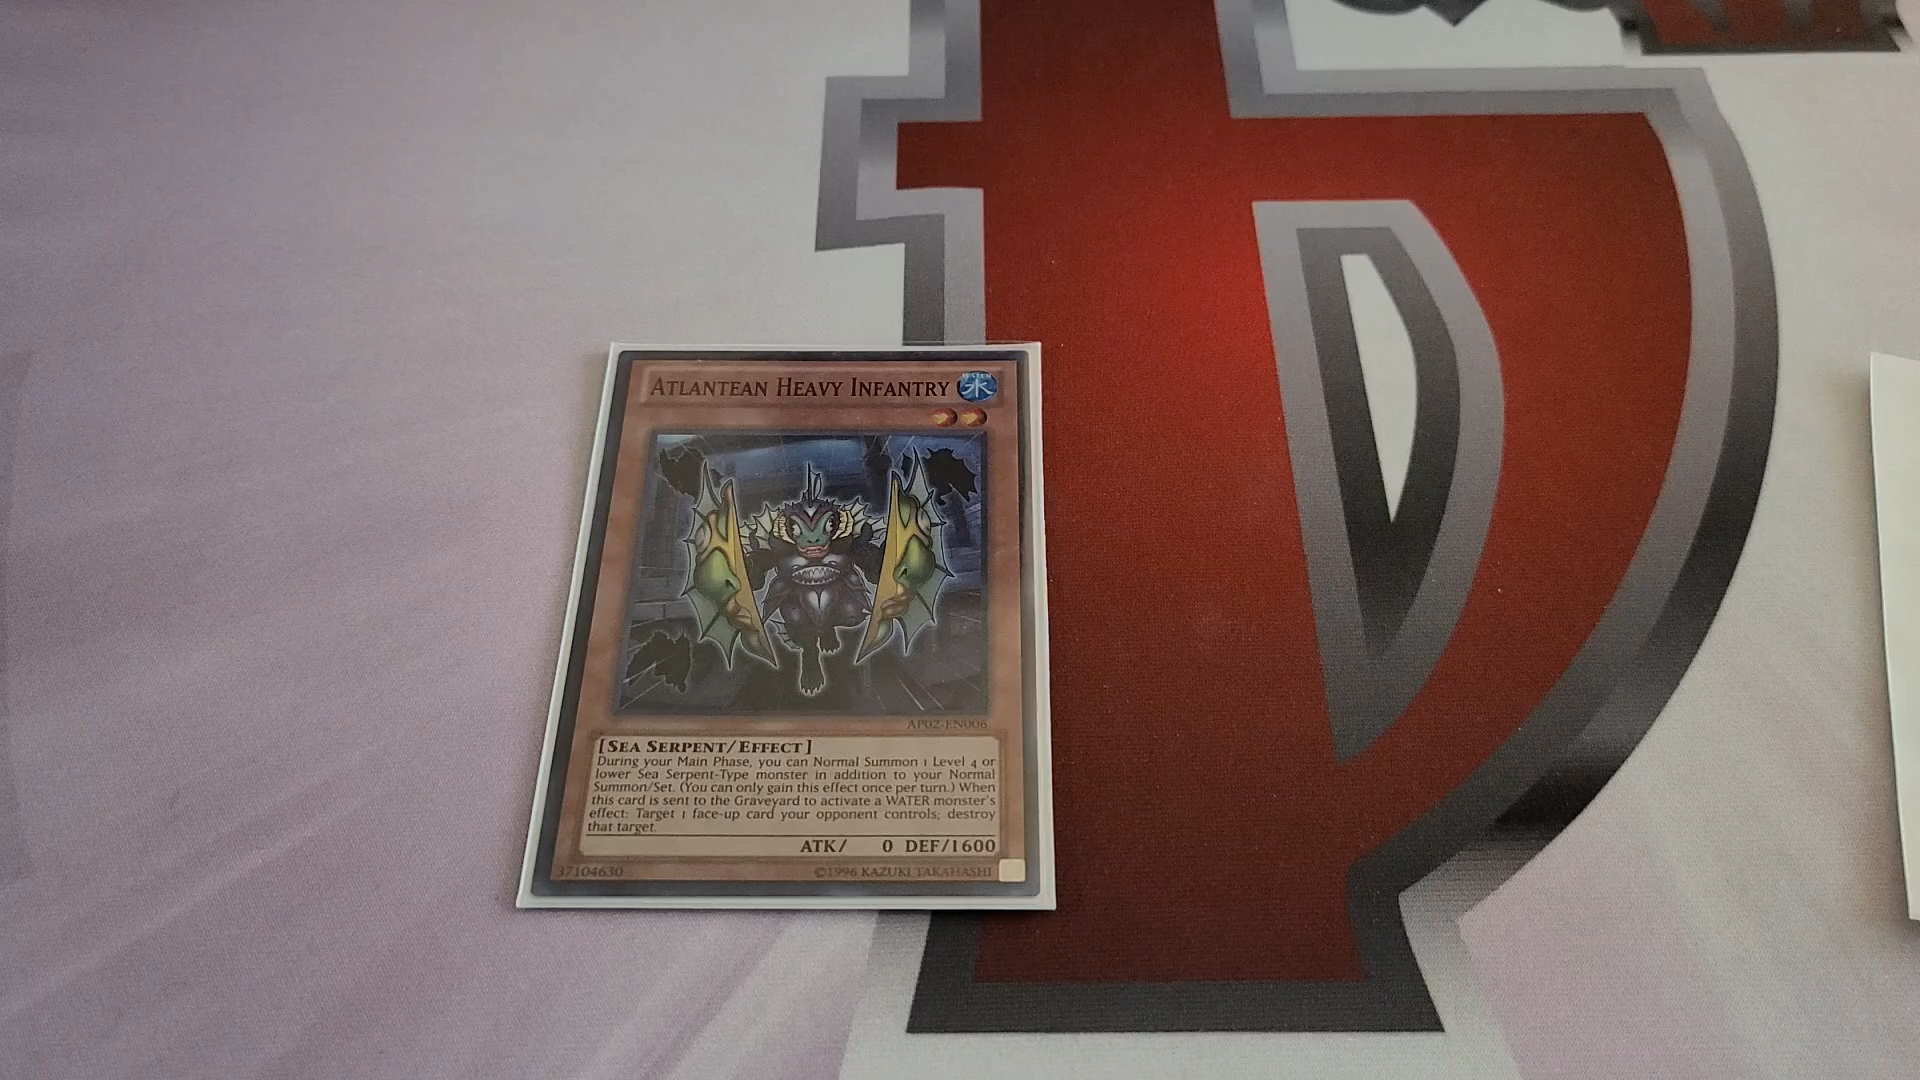 ATLANTEAN HEAVY INFANTRY
WATER
水
AP02-EN006
[SEA SERPENT/EFFECT]
During your Main Phase, you can Normal Summon 1 Level 4 or
lower Sea Serpent-Type monster in addition to your Normal
Summon/Set. (You can only gain this effect once per turn.) When
this card is sent to the Graveyard to activate a WATER monster's
effect: Target 1 face-up card your opponent controls; destroy
that target.
ATK/ 0 DEF/1600
37104630 ©1996 KAZUKI TAKAHASHI